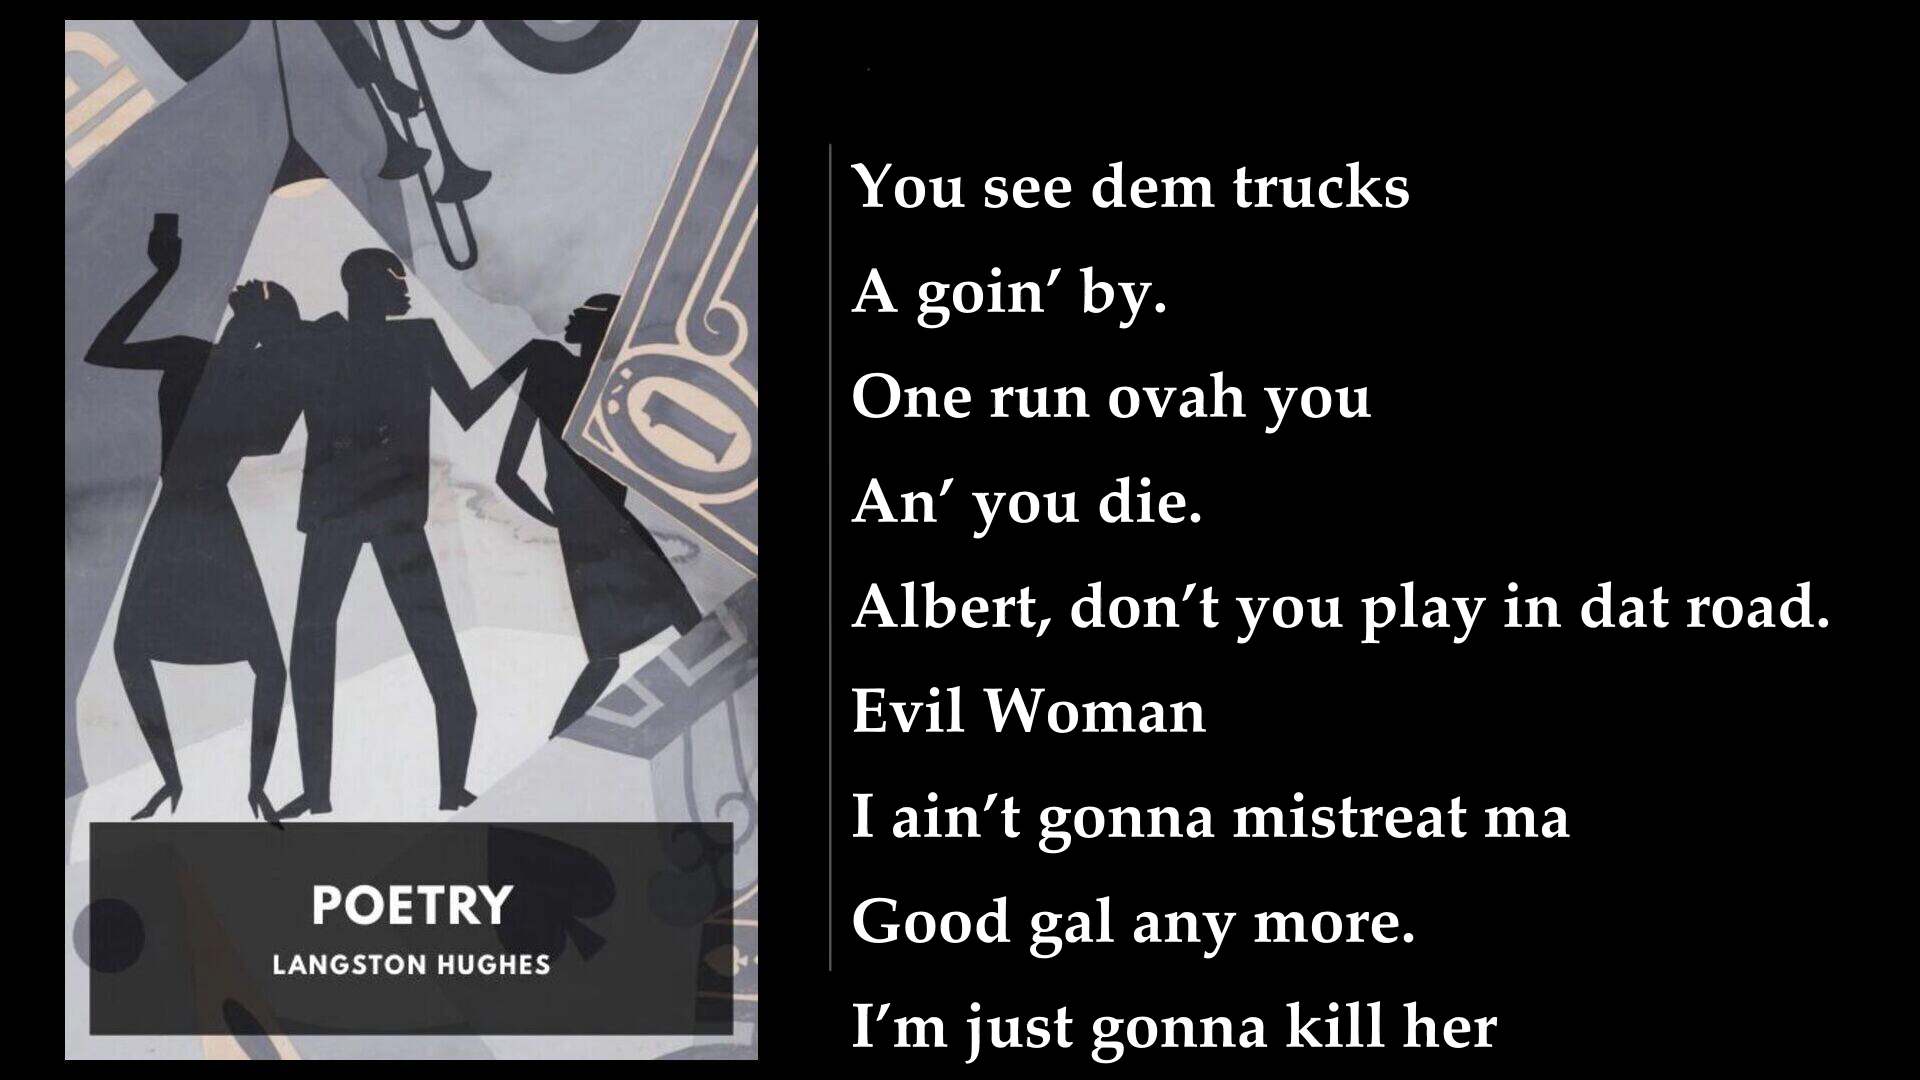 You see dem trucks
A goin’ by.
One run ovah you
An’ you die.
Albert, don’t you play in dat road.
Evil Woman
I ain’t gonna mistreat ma
Good gal any more.
I’m just gonna kill her
POETRY
LANGSTON HUGHES
1